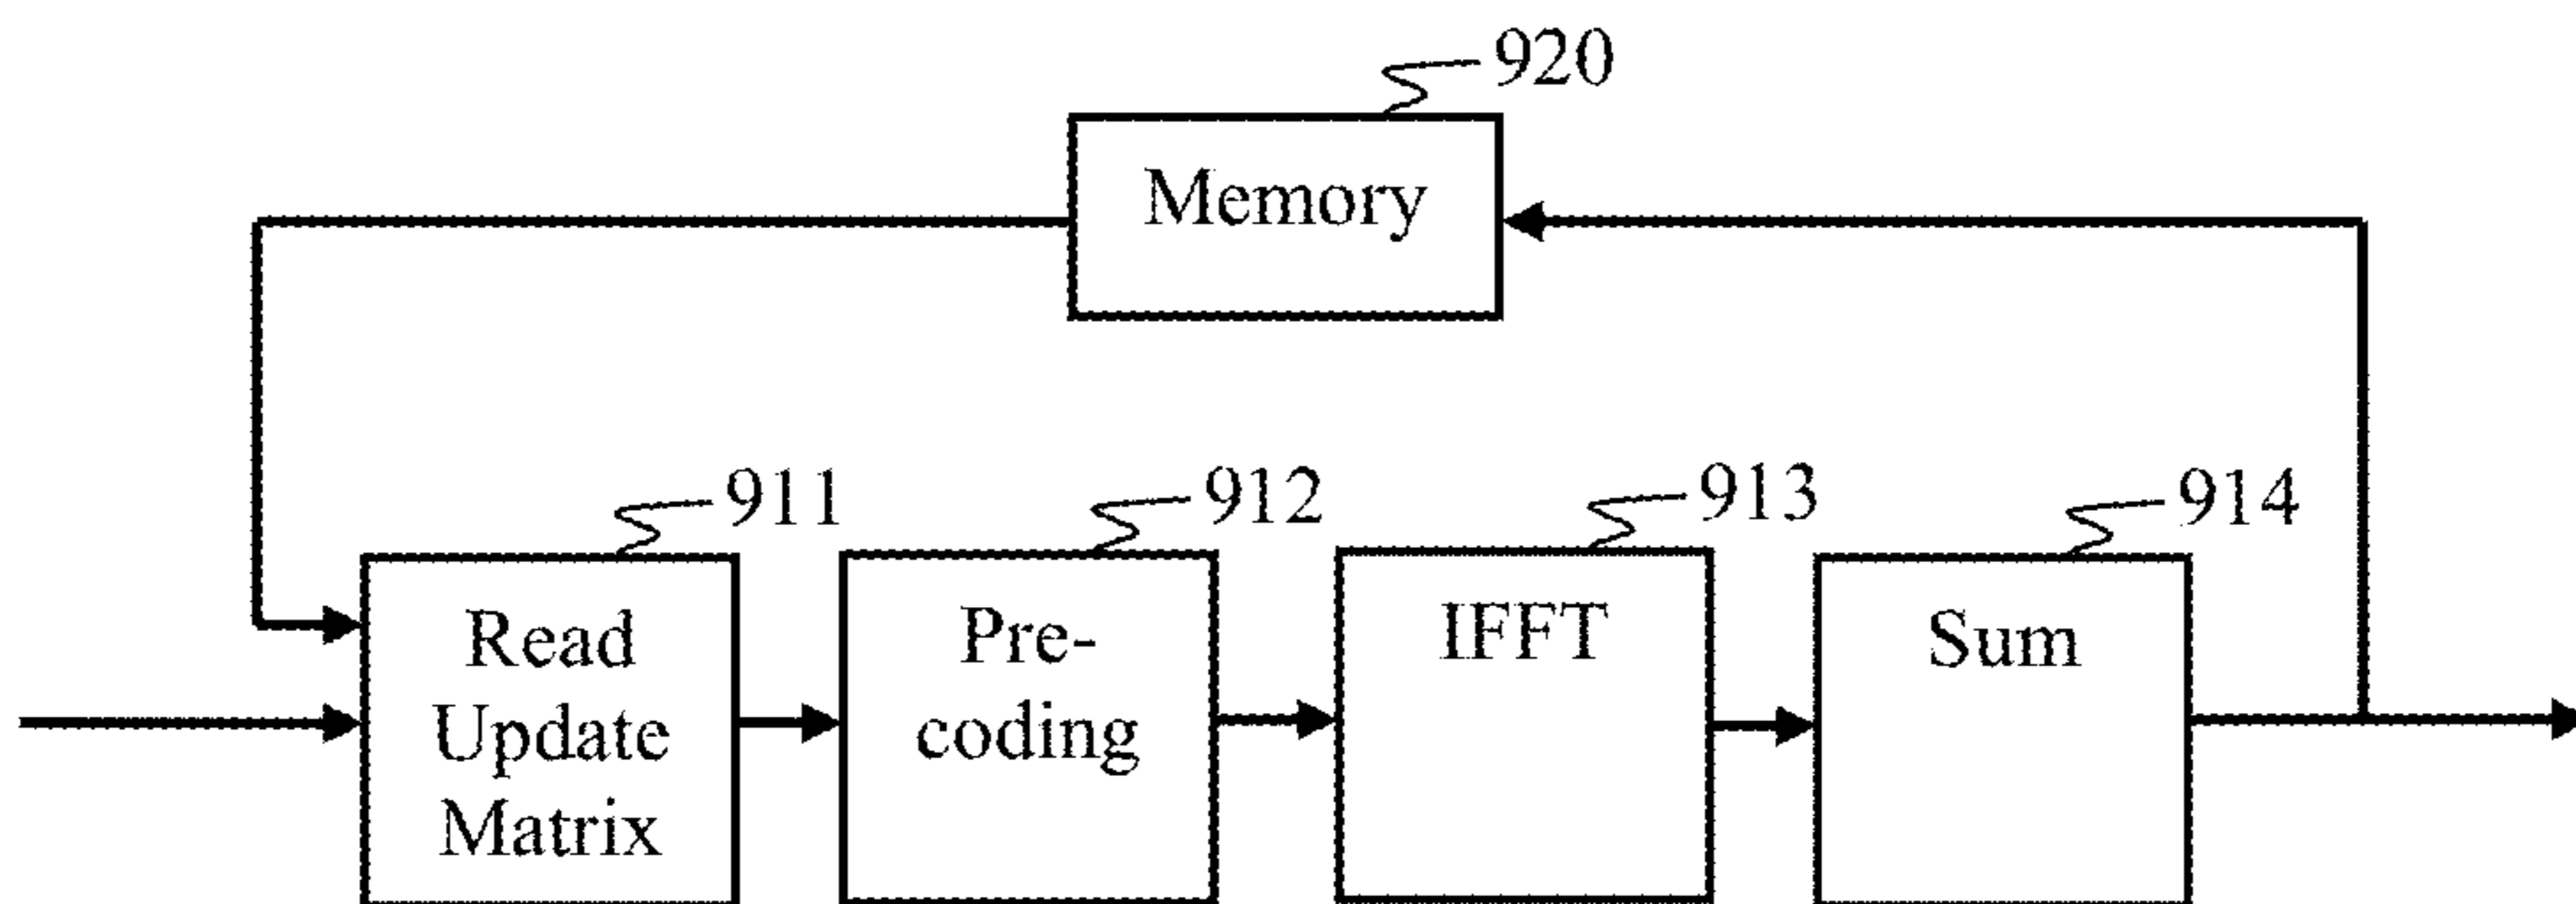 920
Memory
911
912
913
914
Read
Update
Matrix
Pre-
coding
IFFT
Sum